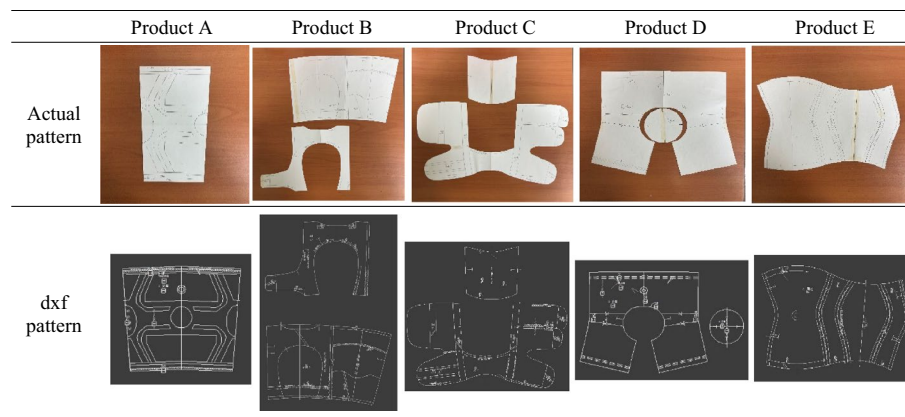 Product A Product B Product C Product D Product E
Actual
pattern
dxf
pattern